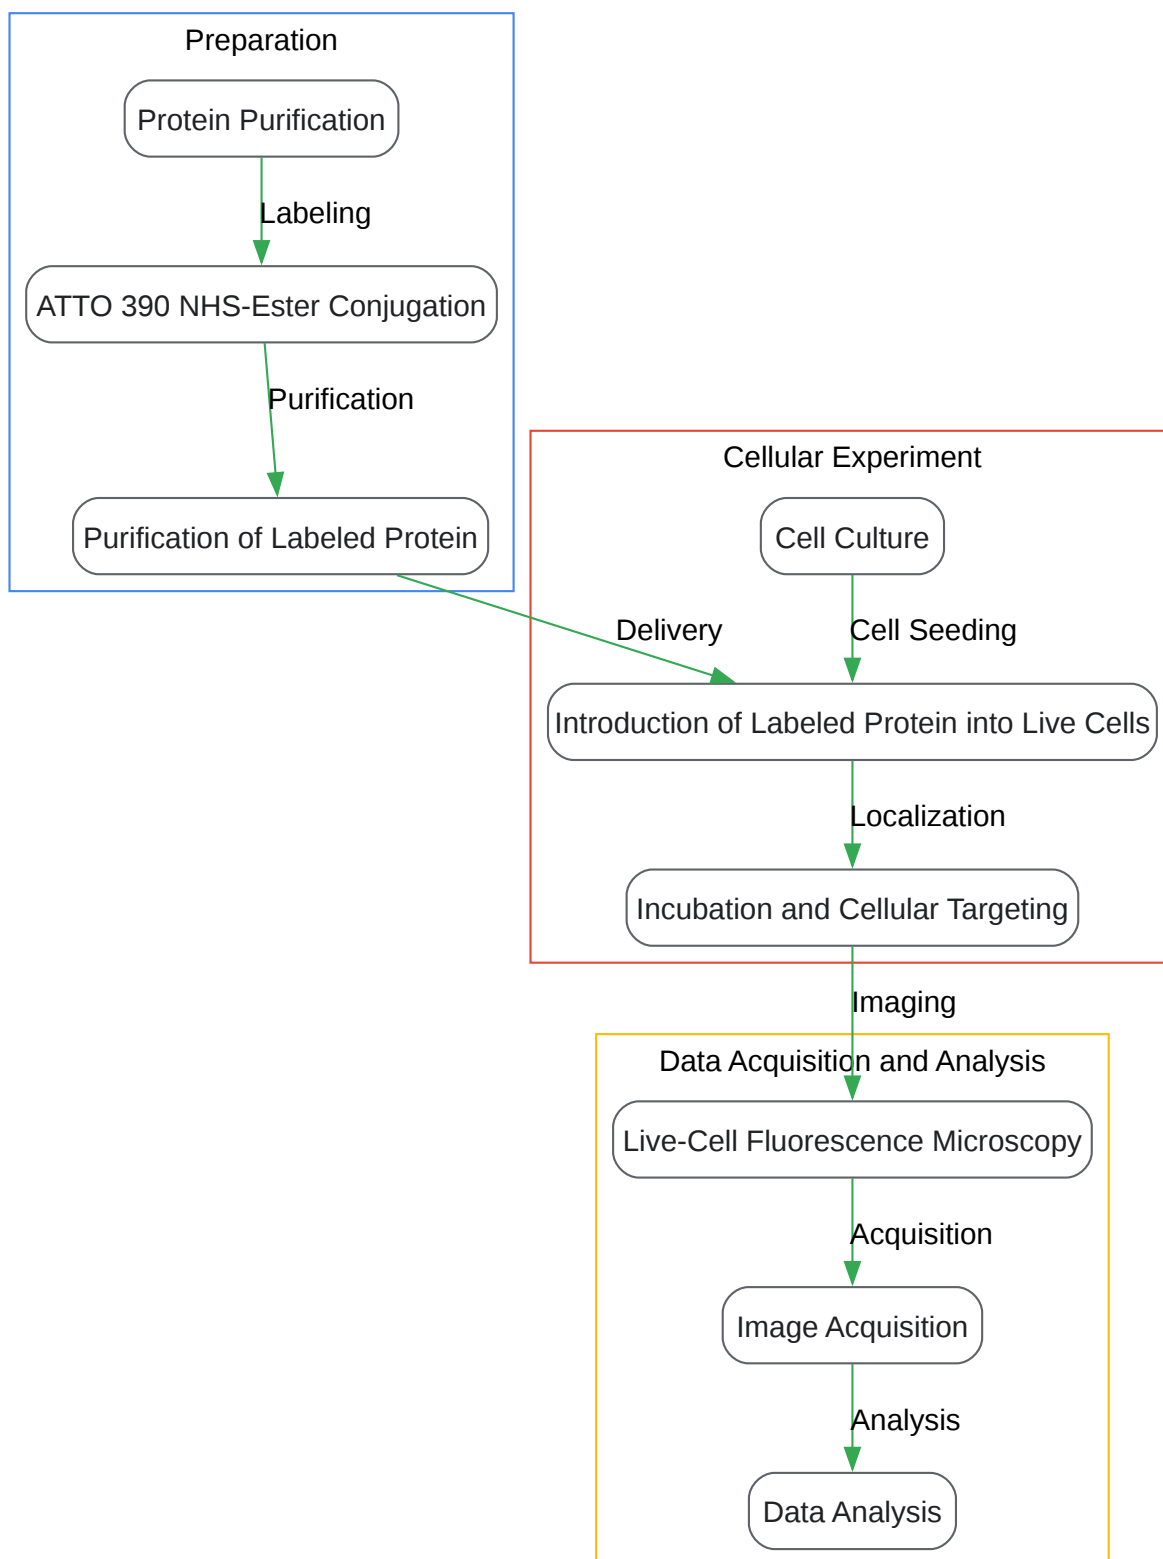 Preparation
Protein Purification
Labeling
ATTO 390 NHS-Ester Conjugation
Purification
Purification of Labeled Protein
Cellular Experiment
Cell Culture
Delivery
Cell Seeding
Introduction of Labeled Protein into Live Cells
Localization
Incubation and Cellular Targeting
Imaging
Data Acquisition and Analysis
Live-Cell Fluorescence Microscopy
Acquisition
Image Acquisition
Analysis
Data Analysis